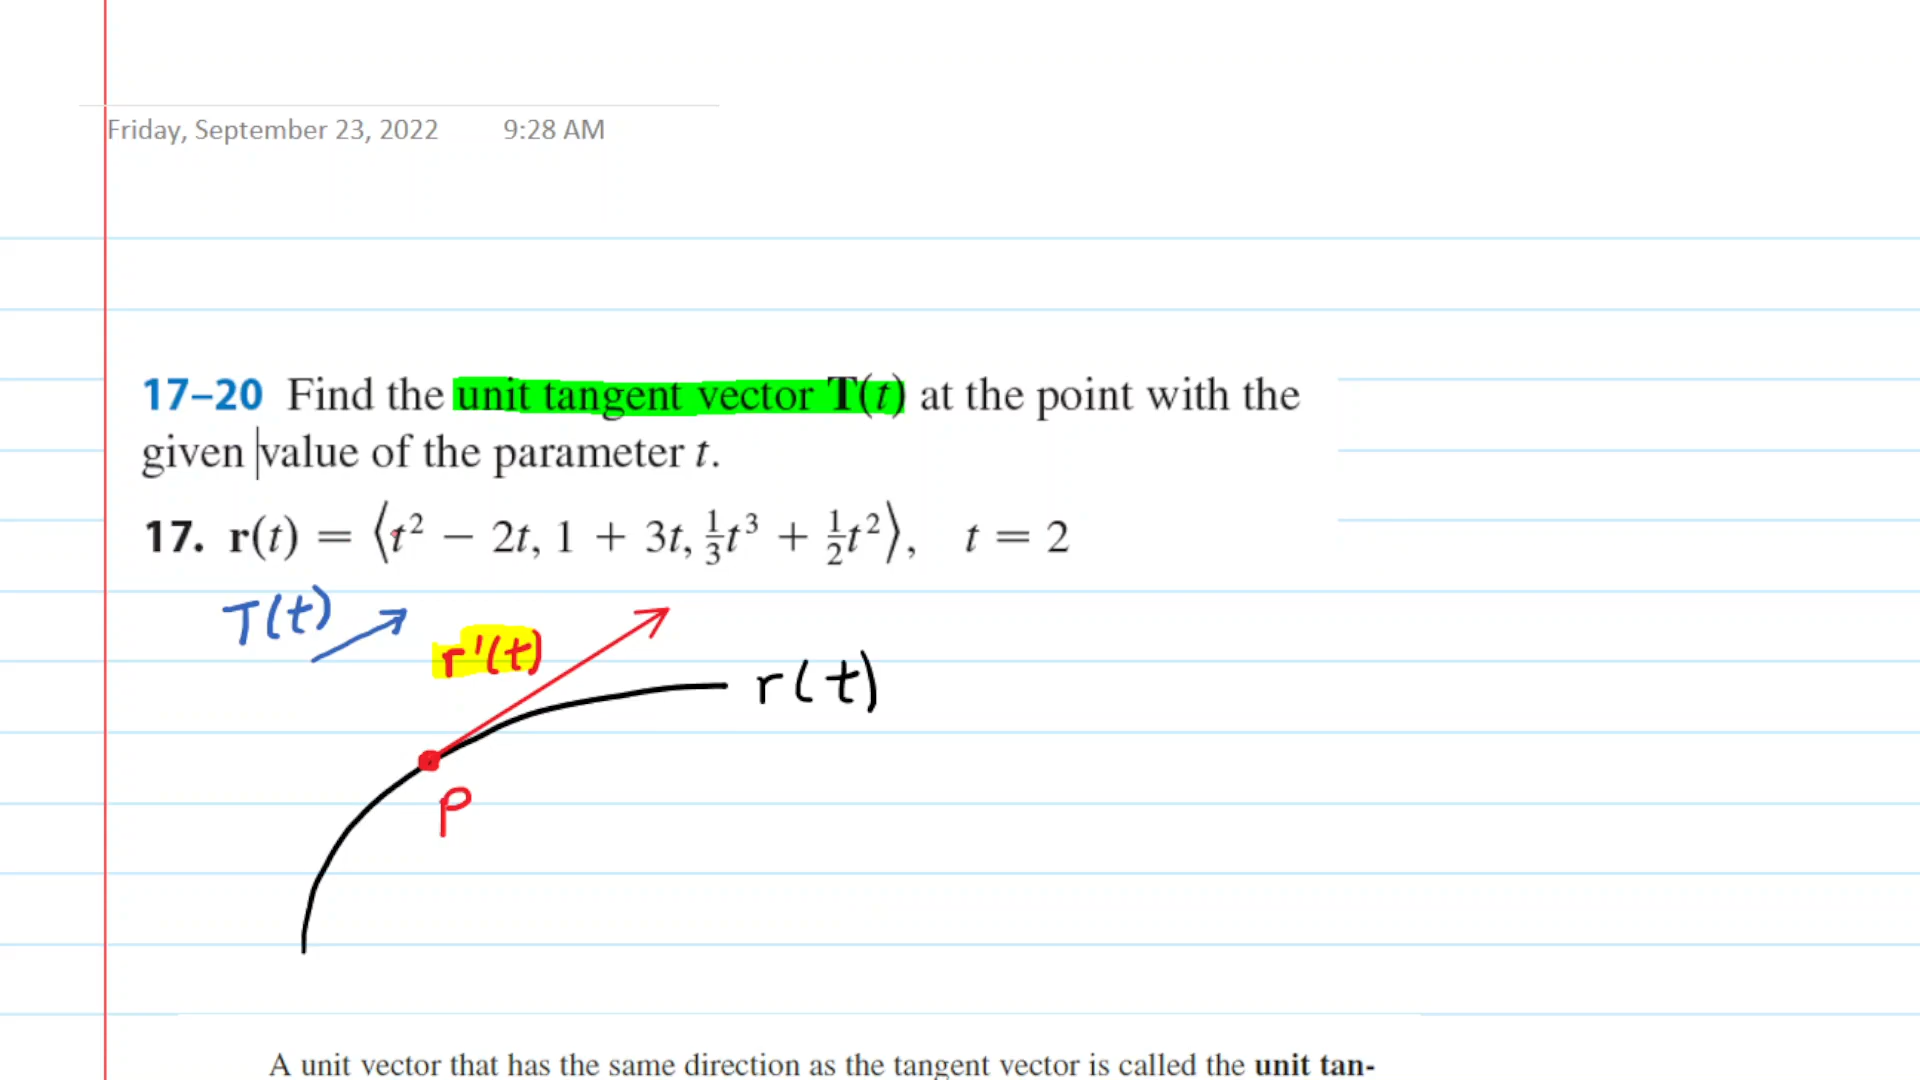 Friday, September 23, 2022 9:28 AM
17–20 Find the unit tangent vector T(t) at the point with the
given value of the parameter t.
17. r(t) = ⟨t² − 2t, 1 + 3t, ⅓t³ + ½t²⟩, t = 2
T(t)
r'(t)
r(t)
P
A unit vector that has the same direction as the tangent vector is called the unit tan-